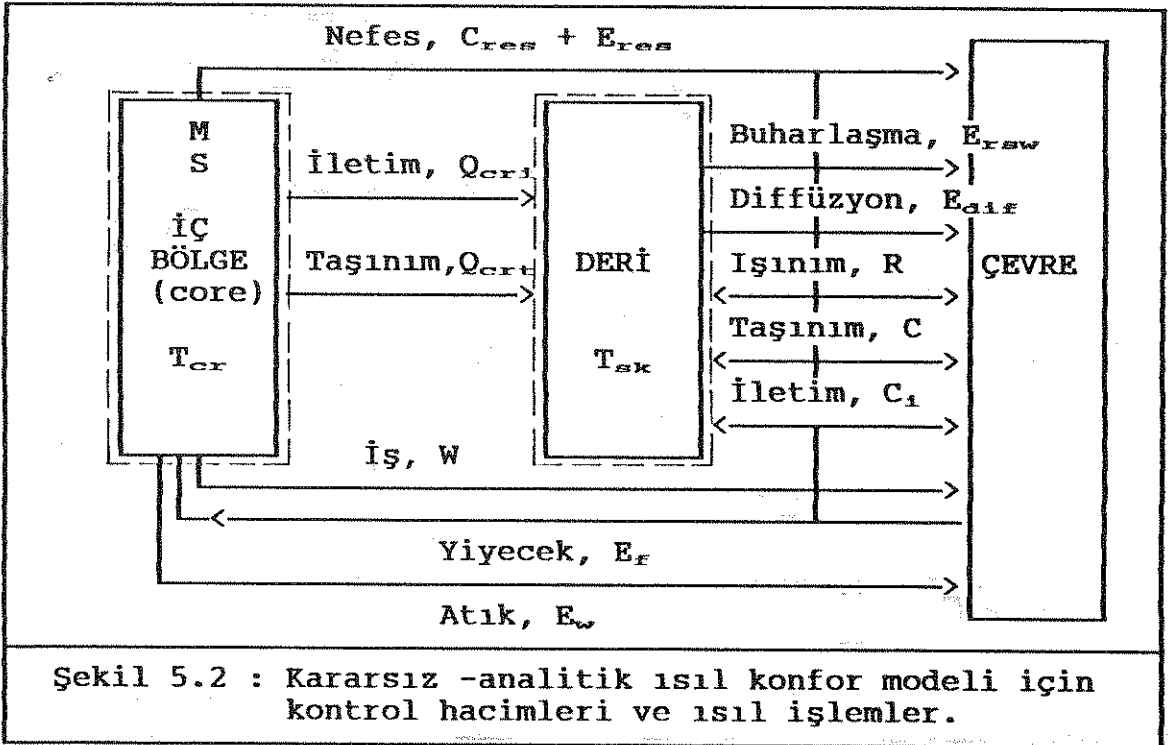 Nefes, C_res + E_res
M
S
İÇ
BÖLGE
(core)
T_cr
İletim, Q_cri
Taşınım,Q_crt
DERİ
T_sk
Buharlaşma, E_rsw
Diffüzyon, E_dif
Işınım, R
Taşınım, C
İletim, C_i
ÇEVRE
İş, W
Yiyecek, E_f
Atık, E_w
Şekil 5.2 : Kararsız -analitik ısıl konfor modeli için
kontrol hacimleri ve ısıl işlemler.